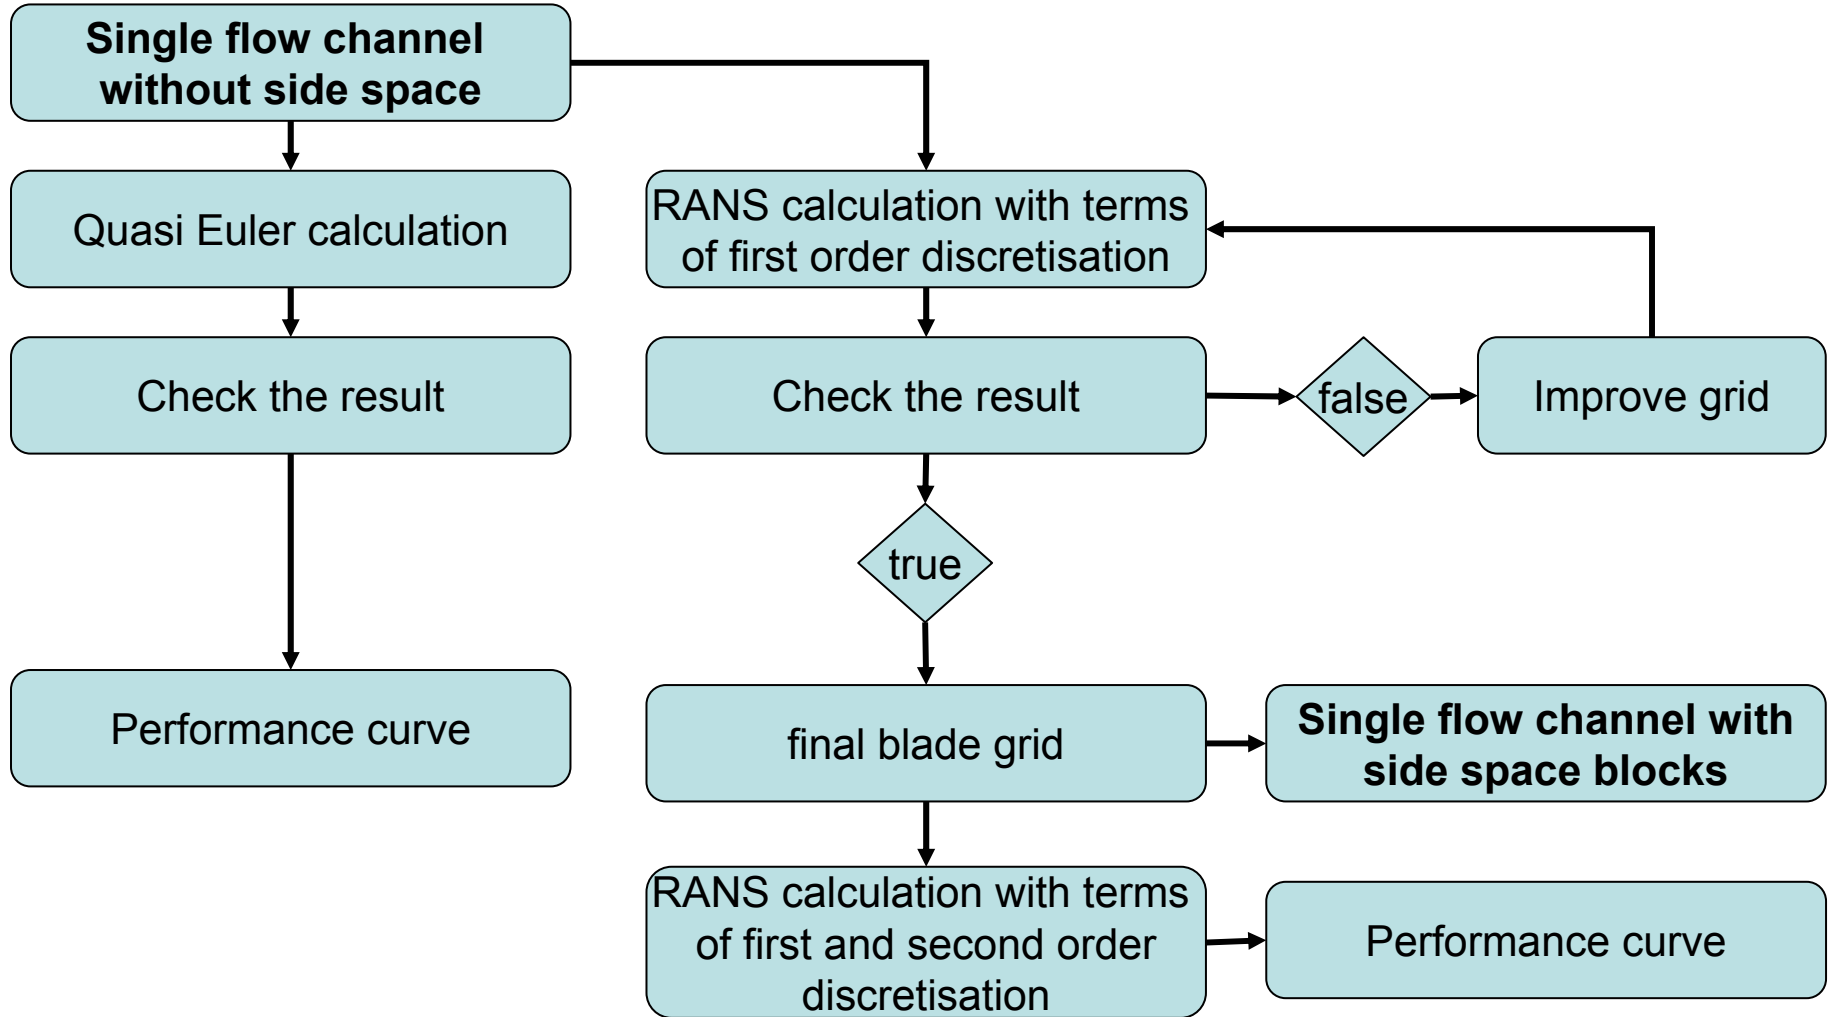 Single flow channel
without side space
Quasi Euler calculation
Check the result
Performance curve
RANS calculation with terms
of first order discretisation
Check the result
false
Improve grid
true
final blade grid
Single flow channel with
side space blocks
RANS calculation with terms
of first and second order
discretisation
Performance curve